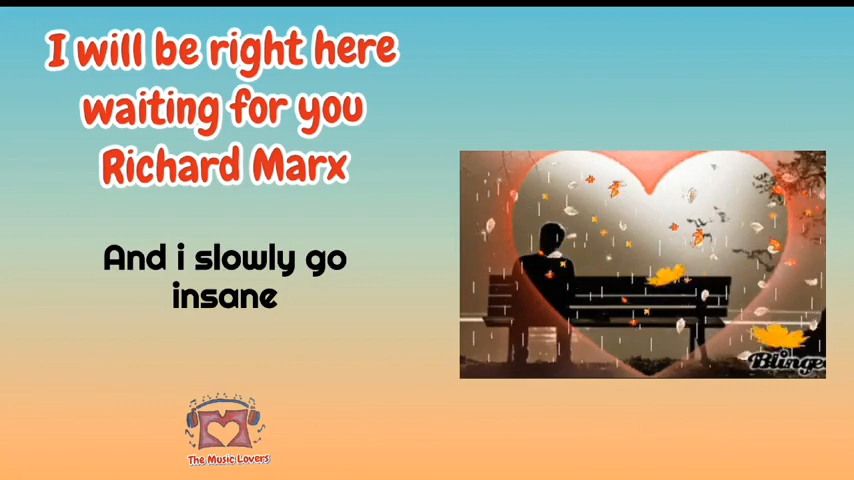 I will be right here
waiting for you
Richard Marx
And i slowly go
insane
Blingee
The Music Lovers